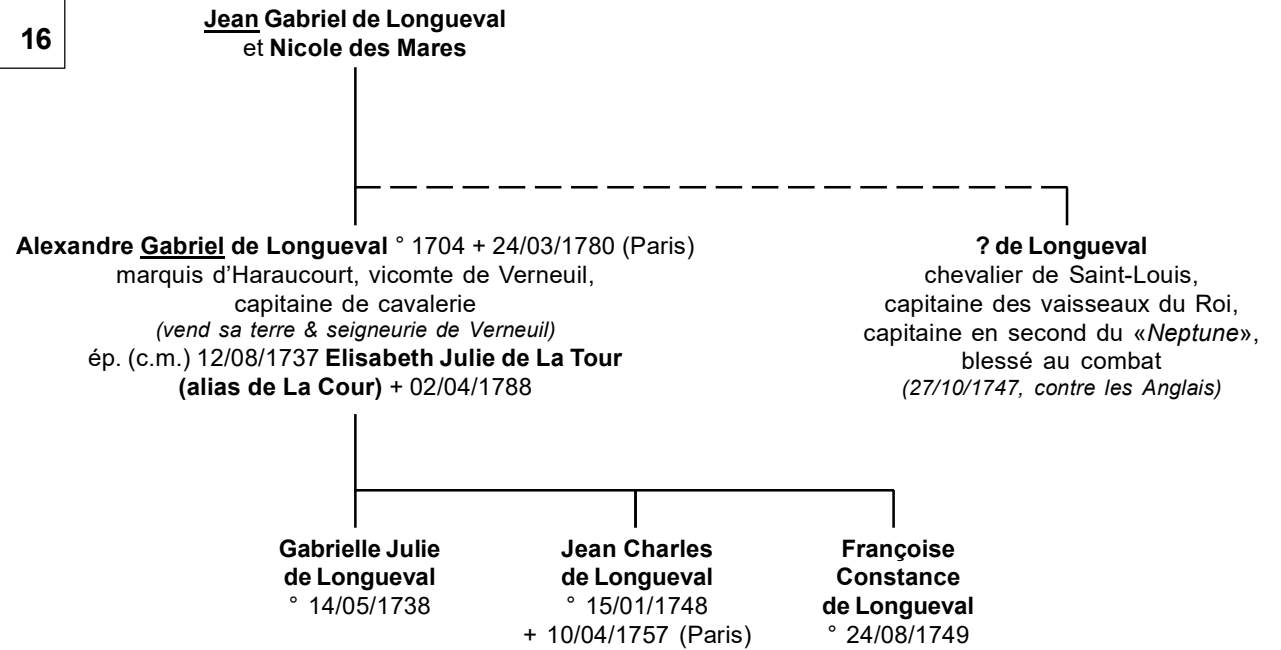 16
Jean Gabriel de Longueval
et Nicole des Mares
Alexandre Gabriel de Longueval ° 1704 + 24/03/1780 (Paris)
marquis d’Haraucourt, vicomte de Verneuil,
capitaine de cavalerie
(vend sa terre & seigneurie de Verneuil)
ép. (c.m.) 12/08/1737 Elisabeth Julie de La Tour
(alias de La Cour) + 02/04/1788
? de Longueval
chevalier de Saint-Louis,
capitaine des vaisseaux du Roi,
capitaine en second du «Neptune»,
blessé au combat
(27/10/1747, contre les Anglais)
Gabrielle Julie
de Longueval
° 14/05/1738
Jean Charles
de Longueval
° 15/01/1748
+ 10/04/1757 (Paris)
Françoise
Constance
de Longueval
° 24/08/1749